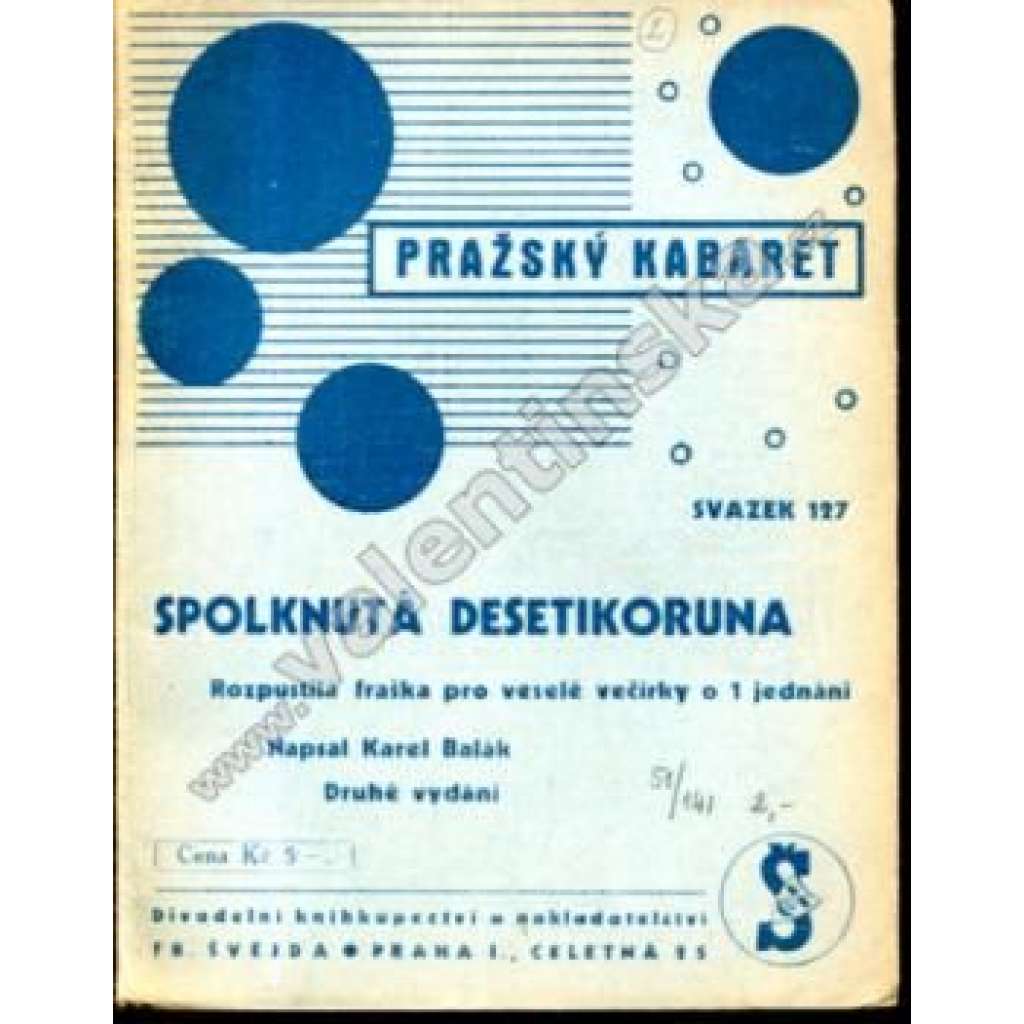 PRAŽSKÝ KABARET
SVAZEK 127
SPOLKNUTÁ DESETIKORUNA
Rozpustilá fraška pro veselé večírky o 1 jednání
Napsal Karel Balák
Druhé vydání
51/141 2,-
Cena Kč 5 -.
Divadelní knihkupectví a nakladatelství
FR. ŠVEJDA ● PRAHA I., CELETNÁ 25
Š
www.valentinska.cz